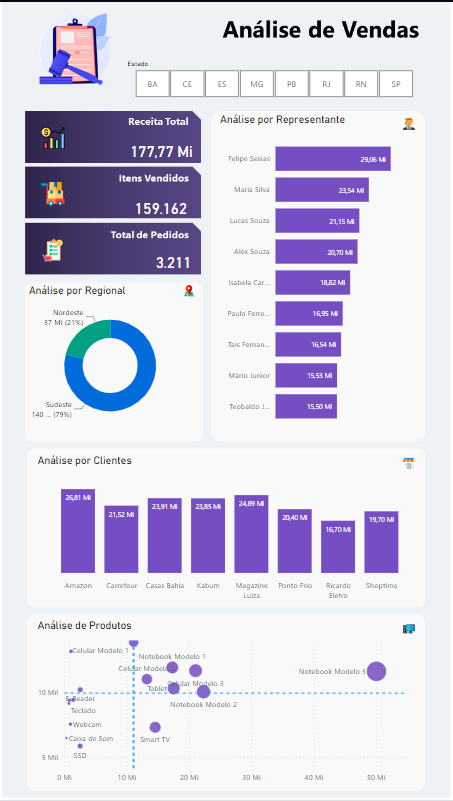 Análise de Vendas
Estado
BA CE ES MG PB RJ RN SP
Receita Total
177,77 Mi
Itens Vendidos
159.162
Total de Pedidos
3.211
Análise por Representante
Felipe Seixas 29,06 Mi
Maria Silva 23,54 Mi
Lucas Souza 21,15 Mi
Alex Souza 20,70 Mi
Isabela Car... 18,82 Mi
Paulo Ferre... 16,95 Mi
Tais Fernan... 16,54 Mi
Mário Junior 15,53 Mi
Teobaldo J... 15,50 Mi
Análise por Regional
Nordeste
37 Mi (21%)
Sudeste
140 ... (79%)
Análise por Clientes
26,81 Mi 21,52 Mi 23,91 Mi 23,85 Mi 24,89 Mi 20,40 Mi 16,70 Mi 19,70 Mi
Amazon Carrefour Casas Bahia Kabum Magazine Luiza Ponto Frio Ricardo Eletro Shoptime
Análise de Produtos
Celular Modelo 1
Notebook Modelo 1
Celular Modelo
Notebook Modelo 3
Celular Modelo 3
Tablet
10 Mil
Reader
Notebook Modelo 2
Teclado
Webcam
Caixa de Som
Smart TV
SSD
5 Mil
0 Mi 10 Mi 20 Mi 30 Mi 40 Mi 50 Mi